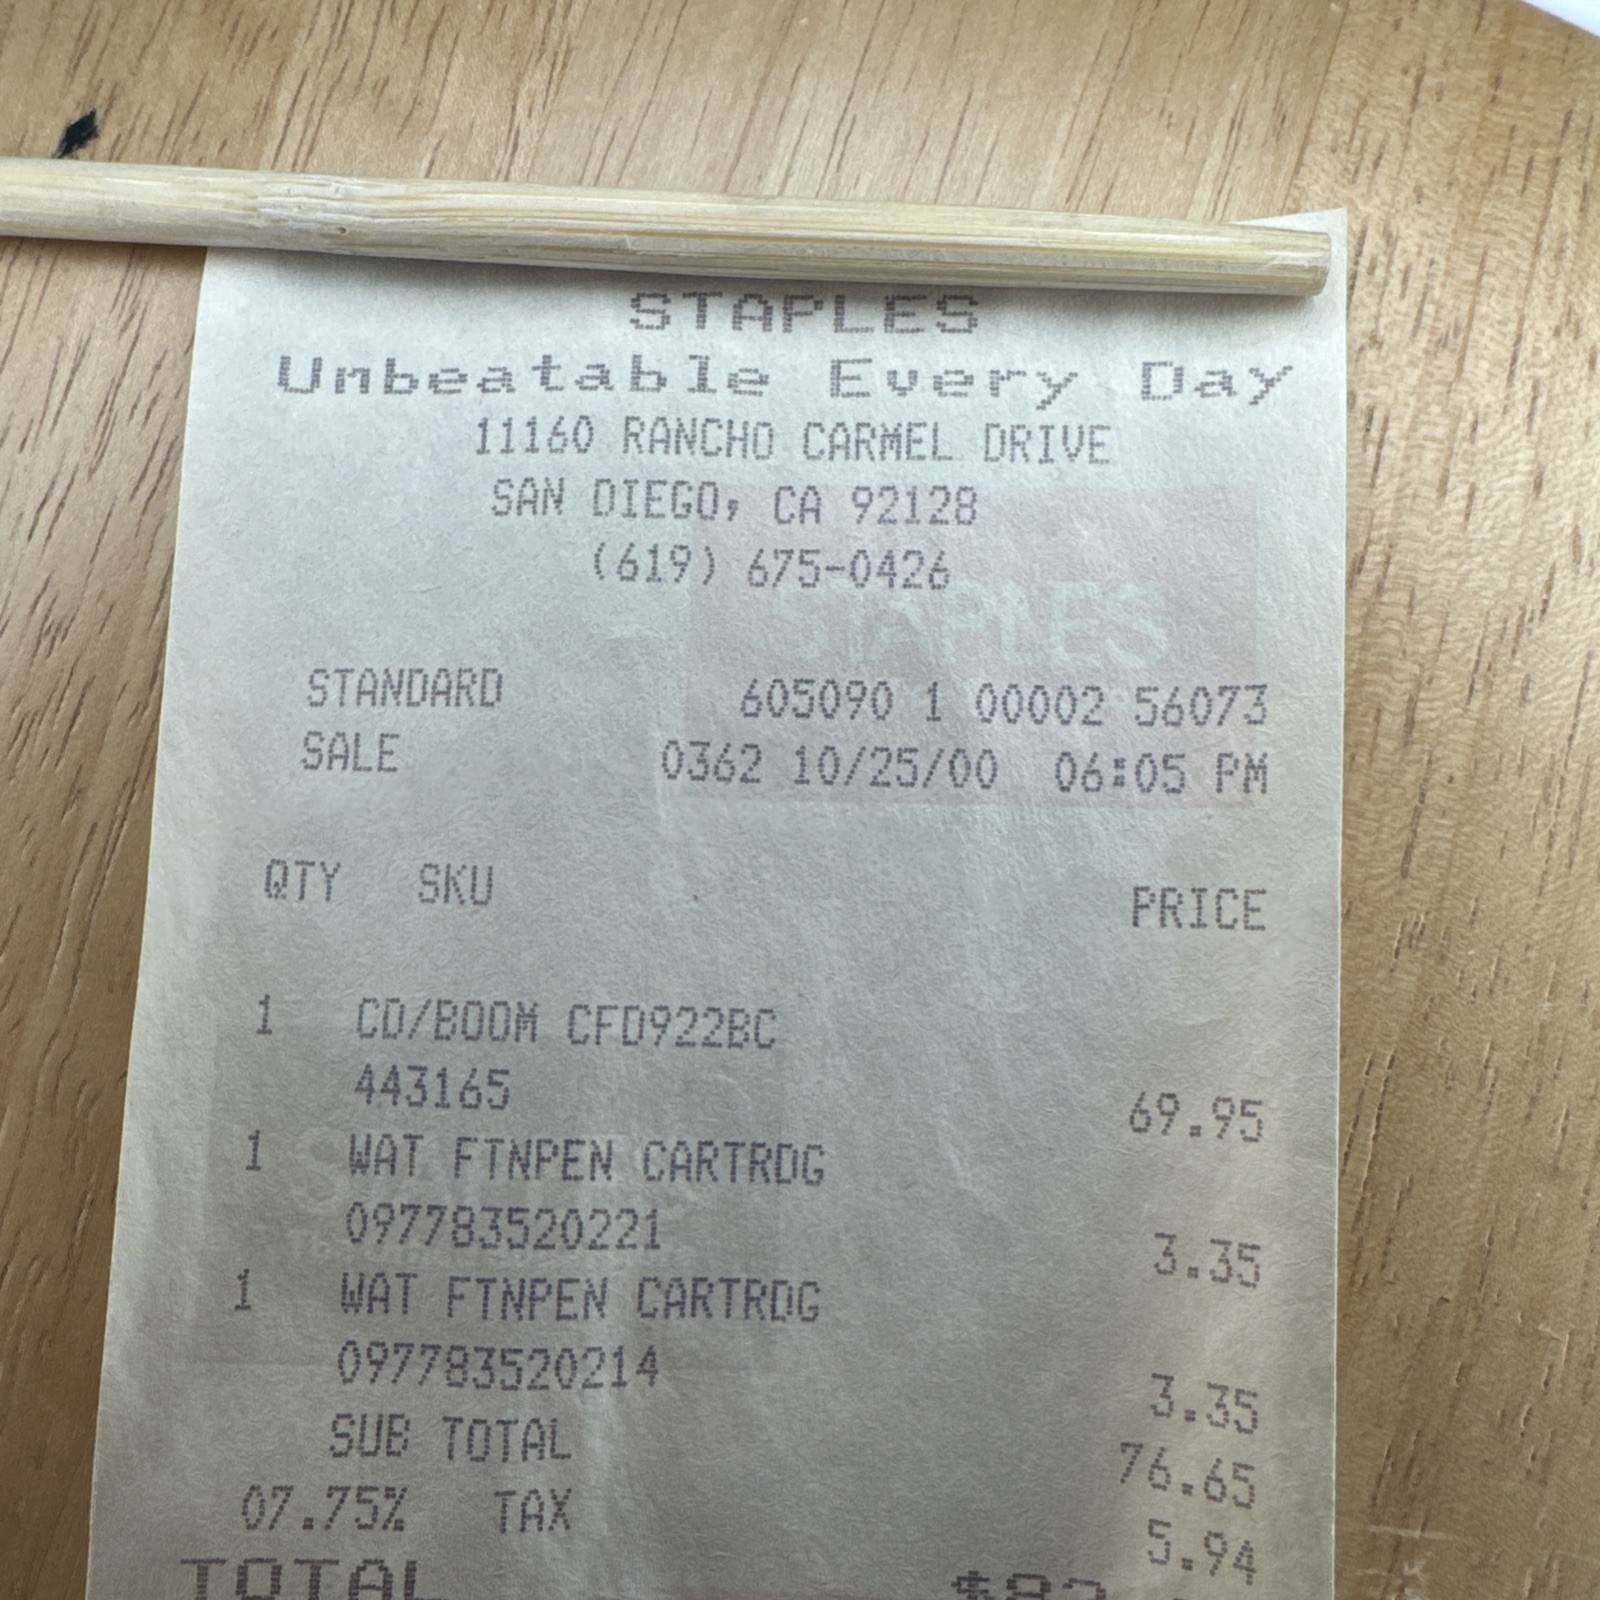 STAPLES
Unbeatable Every Day
11160 RANCHO CARMEL DRIVE
SAN DIEGO, CA 92128
(619) 675-0426
STAPLES
STANDARD 605090 1 00002 56073
SALE 0362 10/25/00 06:05 PM
QTY SKU PRICE
1 CD/BOOM CFD922BC
443165 69.95
1 WAT FTNPEN CARTRDG
097783520221 3.35
1 WAT FTNPEN CARTRDG
097783520214 3.35
SUB TOTAL 76.65
07.75% TAX 5.94
TOTAL